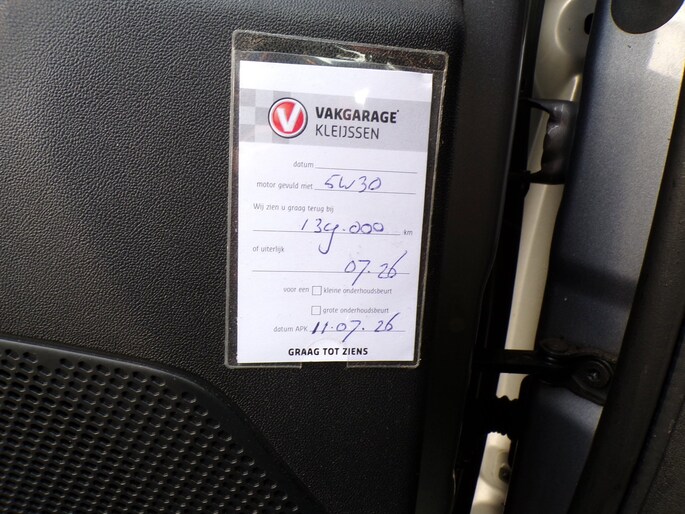 VAKGARAGE
KLEIJSSEN
datum
motor gevuld met 5W30
Wij zien u graag terug bij
139.000 km
of uiterlijk
07.26
voor een kleine onderhoudsbeurt
grote onderhoudsbeurt
datum APK 11.07.26
GRAAG TOT ZIENS